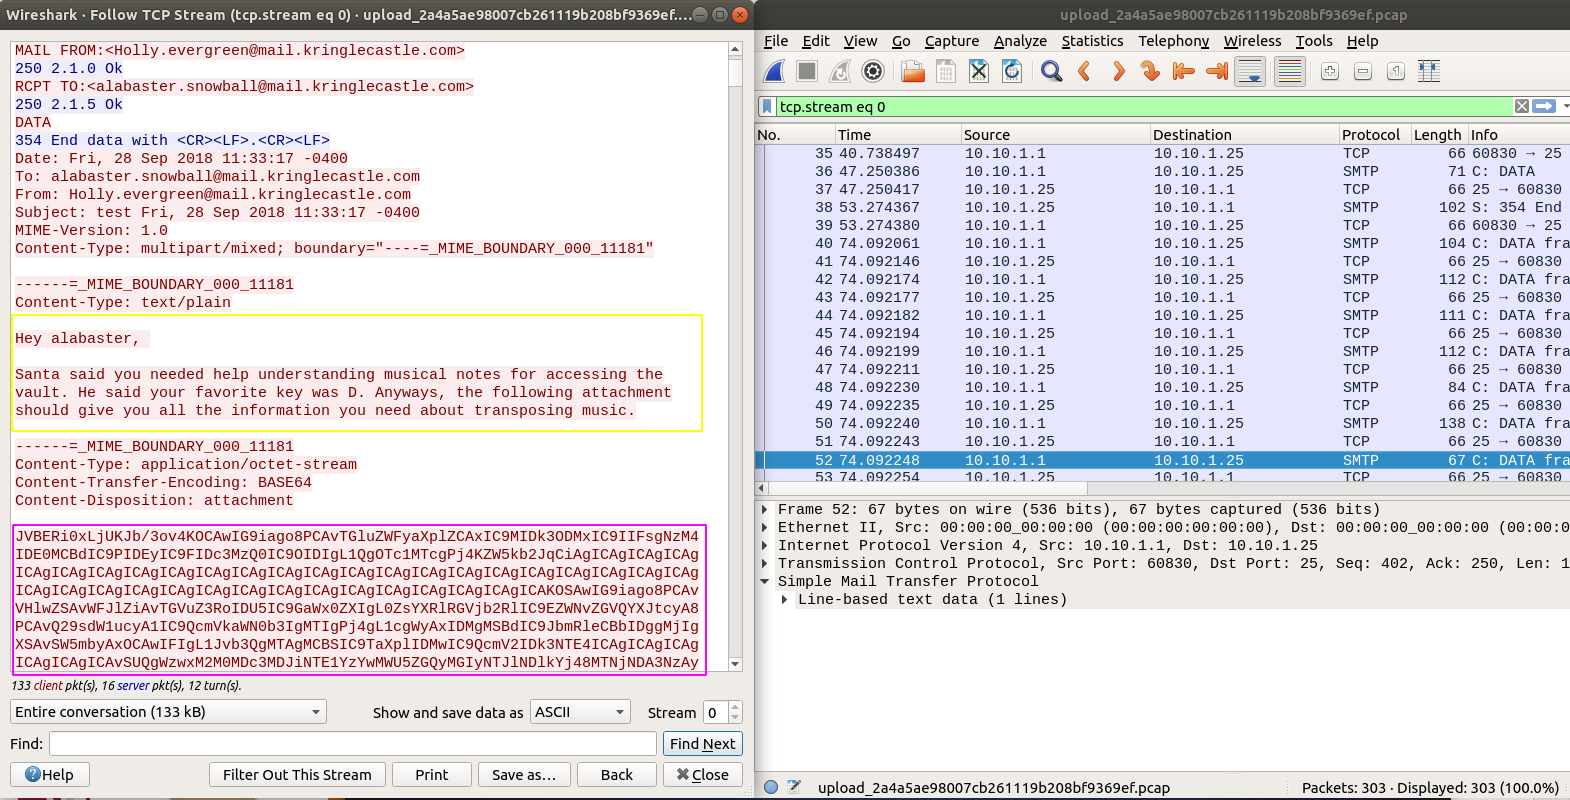 Wireshark · Follow TCP Stream (tcp.stream eq 0) · upload_2a4a5ae98007cb261119b208bf9369ef....
MAIL FROM:<Holly.evergreen@mail.kringlecastle.com>
250 2.1.0 Ok
RCPT TO:<alabaster.snowball@mail.kringlecastle.com>
250 2.1.5 Ok
DATA
354 End data with <CR><LF>.<CR><LF>
Date: Fri, 28 Sep 2018 11:33:17 -0400
To: alabaster.snowball@mail.kringlecastle.com
From: Holly.evergreen@mail.kringlecastle.com
Subject: test Fri, 28 Sep 2018 11:33:17 -0400
MIME-Version: 1.0
Content-Type: multipart/mixed; boundary="----=_MIME_BOUNDARY_000_11181"
------=_MIME_BOUNDARY_000_11181
Content-Type: text/plain
Hey alabaster,
Santa said you needed help understanding musical notes for accessing the
vault. He said your favorite key was D. Anyways, the following attachment
should give you all the information you need about transposing music.
------=_MIME_BOUNDARY_000_11181
Content-Type: application/octet-stream
Content-Transfer-Encoding: BASE64
Content-Disposition: attachment
JVBERi0xLjUKJb/3ov4KOCAwIG9iago8PCAvTGluZWFyaXplZCAxIC9MIDk3ODMxIC9IIFsgNzM4
IDE0MCBdIC9PIDEyIC9FIDc3MzQ0IC9OIDIgL1QgOTc1MTcgPj4KZW5kb2JqCiAgICAgICAgICAg
ICAgICAgICAgICAgICAgICAgICAgICAgICAgICAgICAgICAgICAgICAgICAgICAgICAgICAgICAg
ICAgICAgICAgICAgICAgICAgICAgICAgICAgICAgICAgICAgICAgICAgICAKOSAwIG9iago8PCAv
VHlwZSAvWFJlZiAvTGVuZ3RoIDU5IC9GaWx0ZXIgL0ZsYXRlRGVjb2RlIC9EZWNvZGVQYXJtcyA8
PCAvQ29sdW1ucyA1IC9QcmVkaWN0b3IgMTIgPj4gL1cgWyAxIDMgMSBdIC9JbmRleCBbIDggMjIg
XSAvSW5mbyAxOCAwIFIgL1Jvb3QgMTAgMCBSIC9TaXplIDMwIC9QcmV2IDk3NTE4ICAgICAgICAg
ICAgICAgICAvSUQgWzwxM2M0MDc3MDJiNTE1YzYwMWU5ZGQyMGIyNTJlNDlkYj48MTNjNDA3NzAy
133 client pkt(s), 16 server pkt(s), 12 turn(s).
Entire conversation (133 kB)
Show and save data as ASCII
Stream 0
Find:
Find Next
Help
Filter Out This Stream
Print
Save as…
Back
Close
upload_2a4a5ae98007cb261119b208bf9369ef.pcap
File Edit View Go Capture Analyze Statistics Telephony Wireless Tools Help
tcp.stream eq 0
No. Time Source Destination Protocol Length Info
35 40.738497 10.10.1.1 10.10.1.25 TCP 66 60830 → 25
36 47.250386 10.10.1.1 10.10.1.25 SMTP 71 C: DATA
37 47.250417 10.10.1.25 10.10.1.1 TCP 66 25 → 60830
38 53.274367 10.10.1.25 10.10.1.1 SMTP 102 S: 354 End
39 53.274380 10.10.1.1 10.10.1.25 TCP 66 60830 → 25
40 74.092061 10.10.1.1 10.10.1.25 SMTP 104 C: DATA fra
41 74.092146 10.10.1.25 10.10.1.1 TCP 66 25 → 60830
42 74.092174 10.10.1.1 10.10.1.25 SMTP 112 C: DATA fra
43 74.092177 10.10.1.25 10.10.1.1 TCP 66 25 → 60830
44 74.092182 10.10.1.1 10.10.1.25 SMTP 111 C: DATA fra
45 74.092194 10.10.1.25 10.10.1.1 TCP 66 25 → 60830
46 74.092199 10.10.1.1 10.10.1.25 SMTP 112 C: DATA fra
47 74.092211 10.10.1.25 10.10.1.1 TCP 66 25 → 60830
48 74.092230 10.10.1.1 10.10.1.25 SMTP 84 C: DATA fra
49 74.092235 10.10.1.25 10.10.1.1 TCP 66 25 → 60830
50 74.092240 10.10.1.1 10.10.1.25 SMTP 138 C: DATA fra
51 74.092243 10.10.1.25 10.10.1.1 TCP 66 25 → 60830
52 74.092248 10.10.1.1 10.10.1.25 SMTP 67 C: DATA fra
53 74.092254 10.10.1.25 10.10.1.1 TCP 66 25 → 60830
Frame 52: 67 bytes on wire (536 bits), 67 bytes captured (536 bits)
Ethernet II, Src: 00:00:00_00:00:00 (00:00:00:00:00:00), Dst: 00:00:00_00:00:00 (00:00:0
Internet Protocol Version 4, Src: 10.10.1.1, Dst: 10.10.1.25
Transmission Control Protocol, Src Port: 60830, Dst Port: 25, Seq: 402, Ack: 250, Len: 1
Simple Mail Transfer Protocol
Line-based text data (1 lines)
upload_2a4a5ae98007cb261119b208bf9369ef.pcap
Packets: 303 · Displayed: 303 (100.0%)